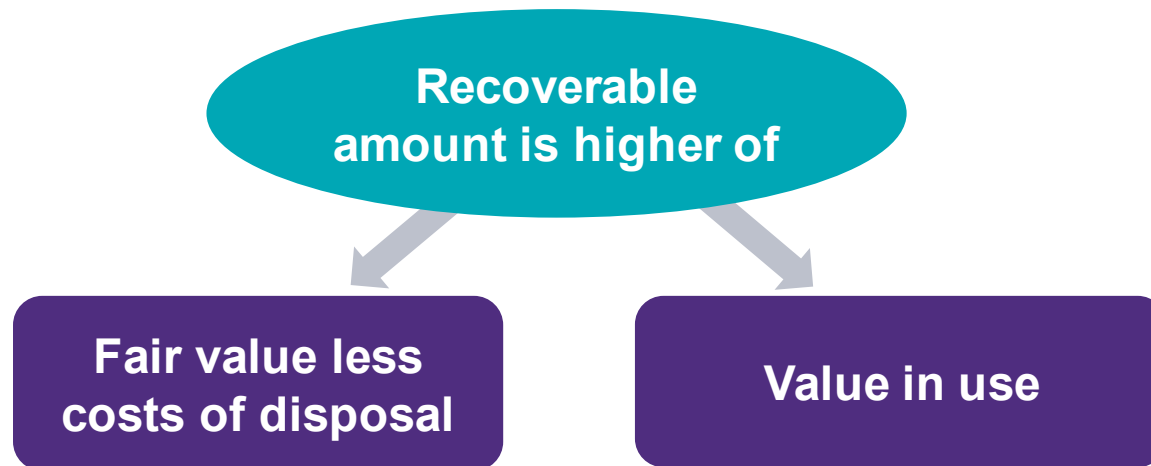 Recoverable
amount is higher of
Fair value less
costs of disposal
Value in use